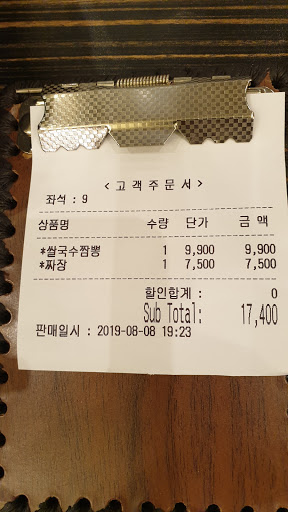 <고객주문서>
좌석 : 9
상품명 수량 단가 금 액
*쌀국수짬뽕 1 9,900 9,900
*짜장 1 7,500 7,500
할인합계 : 0
Sub Total: 17,400
판매일시 : 2019-08-08 19:23